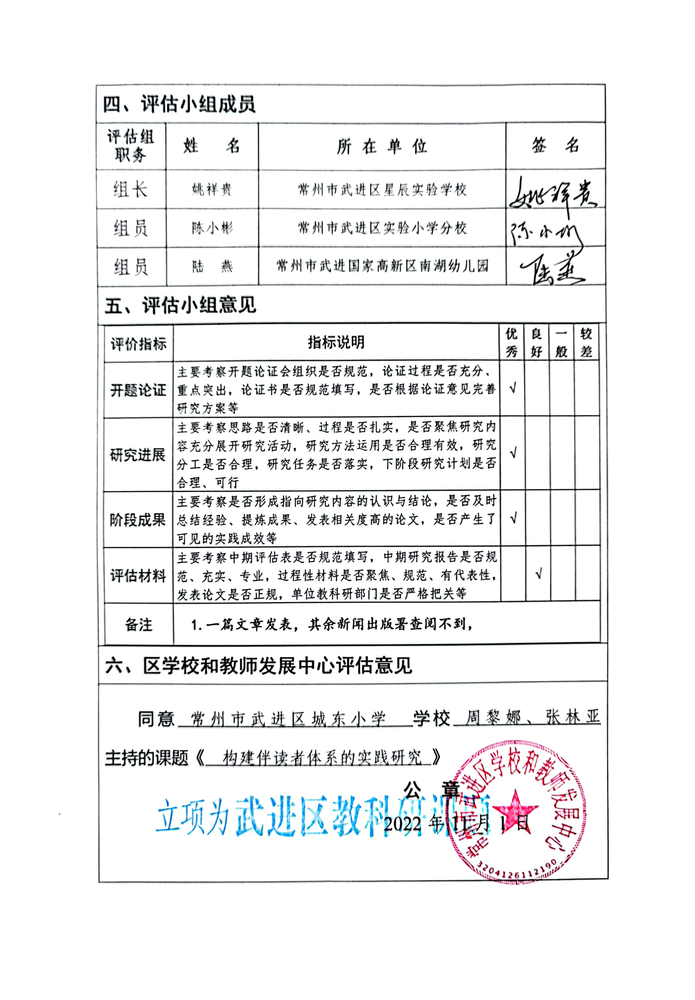 四、评估小组成员
评估组
职务
姓 名
所在单位
签 名
组长
姚祥贵
常州市武进区星辰实验学校
姚祥贵
组员
陈小彬
常州市武进区实验小学分校
陈小彬
组员
陆 燕
常州市武进国家高新区南湖幼儿园
陆燕
五、评估小组意见
评价指标
指标说明
优秀
良好
一般
较差
开题论证
主要考察开题论证会组织是否规范，论证过程是否充分、
重点突出，论证书是否规范填写，是否根据论证意见完善
研究方案等
√
研究进展
主要考察思路是否清晰、过程是否扎实，是否聚焦研究内
容充分展开研究活动，研究方法运用是否合理有效，研究
分工是否合理，研究任务是否落实，下阶段研究计划是否
合理、可行
√
阶段成果
主要考察是否形成指向研究内容的认识与结论，是否及时
总结经验、提炼成果、发表相关度高的论文，是否产生了
可见的实践成效等
√
评估材料
主要考察中期评估表是否规范填写，中期研究报告是否规
范、充实、专业，过程性材料是否聚焦、规范、有代表性，
发表论文是否正规，单位教科研部门是否严格把关等
√
备注
1.一篇文章发表，其余新闻出版署查阅不到，
六、区学校和教师发展中心评估意见
同意 常州市武进区城东小学 学校 周黎娜、张林亚
主持的课题《 构建伴读者体系的实践研究 》
公 章
立项为武进区教科研课题
2022 年 11 月 1 日
常州市武进区学校和教师发展中心
3204126112190